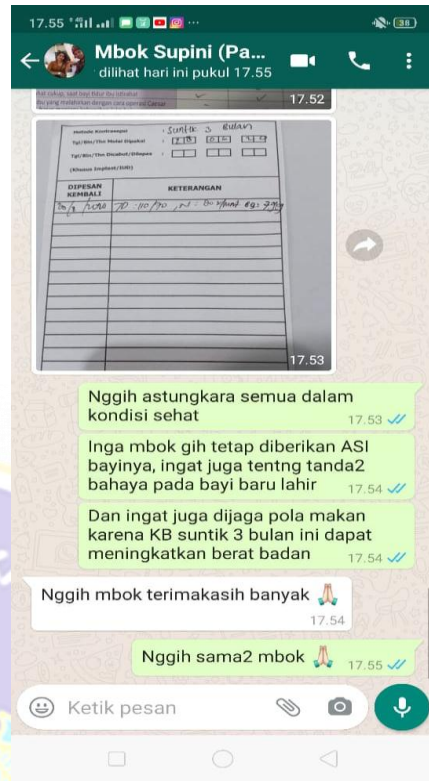 17.55
38
Mbok Supini (Pa...
dilihat hari ini pukul 17.55
17.52
Metode Kontrasepsi : Suntik 3 Bulan
Tgl/Bln/Thn Mulai Dipakai :
Tgl/Bln/Thn Dicabut/Dilepas :
(Khusus Implant/IUD)
DIPESAN KEMBALI
KETERANGAN
TD : 110/70
17.53
Nggih astungkara semua dalam
kondisi sehat
17.53
Inga mbok gih tetap diberikan ASI
bayinya, ingat juga tentng tanda2
bahaya pada bayi baru lahir
17.54
Dan ingat juga dijaga pola makan
karena KB suntik 3 bulan ini dapat
meningkatkan berat badan
17.54
Nggih mbok terimakasih banyak
17.54
Nggih sama2 mbok
17.55
Ketik pesan